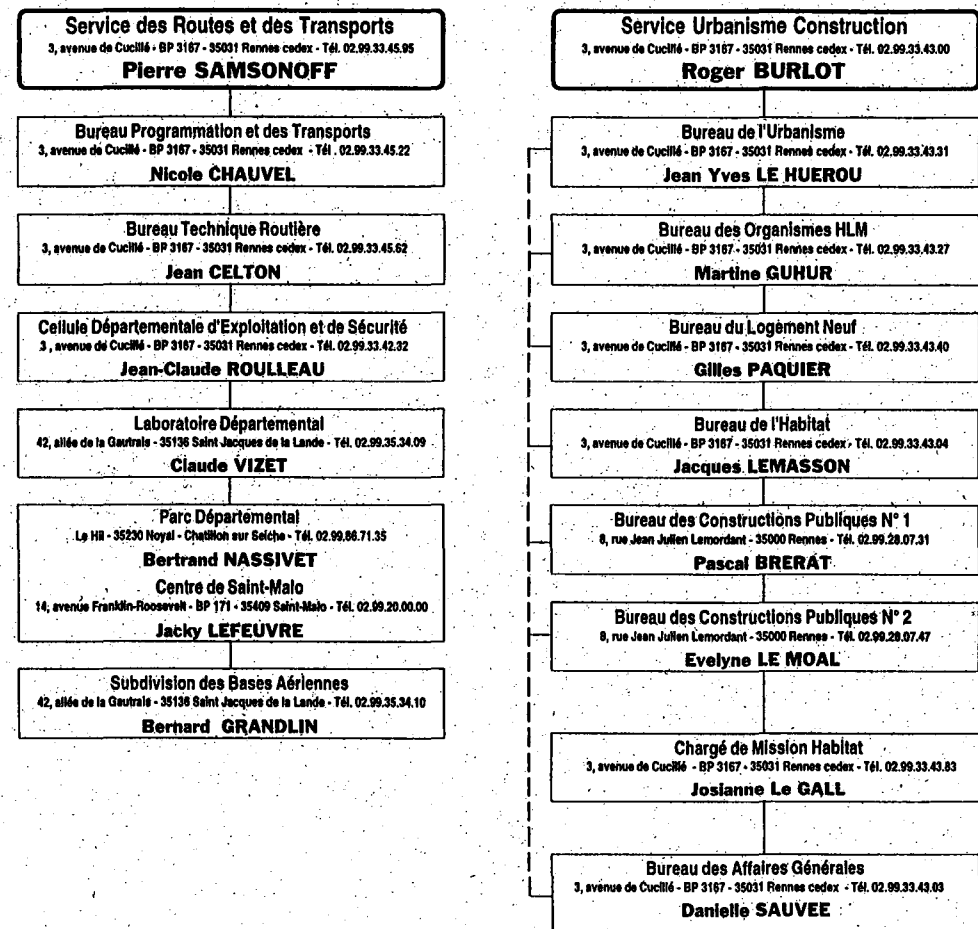 Service des Routes et des Transports
3, avenue de Cucillé - BP 3167 - 35031 Rennes cedex - Tél. 02.99.33.45.95
Pierre SAMSONOFF
Bureau Programmation et des Transports
3, avenue de Cucillé - BP 3167 - 35031 Rennes cedex - Tél. 02.99.33.45.22
Nicole CHAUVEL
Bureau Technique Routière
3, avenue de Cucillé - BP 3167 - 35031 Rennes cedex - Tél. 02.99.33.45.62
Jean CELTON
Cellule Départementale d'Exploitation et de Sécurité
3, avenue de Cucillé - BP 3167 - 35031 Rennes cedex - Tél. 02.99.33.42.32
Jean-Claude ROULLEAU
Laboratoire Départemental
42, allée de la Gautrais - 35136 Saint Jacques de la Lande - Tél. 02.99.35.34.09
Claude VIZET
Parc Départemental
Le Hil - 35230 Noyal - Chatillon sur Seiche - Tél. 02.99.86.71.35
Bertrand NASSIVET
Centre de Saint-Malo
14, avenue Franklin-Roosevelt - BP 171 - 35409 Saint-Malo - Tél. 02.99.20.00.00
Jacky LEFEUVRE
Subdivision des Bases Aériennes
42, allée de la Gautrais - 35136 Saint Jacques de la Lande - Tél. 02.99.35.34.10
Bernard GRANDLIN
Service Urbanisme Construction
3, avenue de Cucillé - BP 3167 - 35031 Rennes cedex - Tél. 02.99.33.43.00
Roger BURLOT
Bureau de l'Urbanisme
3, avenue de Cucillé - BP 3167 - 35031 Rennes cedex - Tél. 02.99.33.43.31
Jean Yves LE HUEROU
Bureau des Organismes HLM
3, avenue de Cucillé - BP 3167 - 35031 Rennes cedex - Tél. 02.99.33.43.27
Martine GUHUR
Bureau du Logement Neuf
3, avenue de Cucillé - BP 3167 - 35031 Rennes cedex - Tél. 02.99.33.43.40
Gilles PAQUIER
Bureau de l'Habitat
3, avenue de Cucillé - BP 3167 - 35031 Rennes cedex - Tél. 02.99.33.43.04
Jacques LEMASSON
Bureau des Constructions Publiques N° 1
8, rue Jean Julien Lemordant - 35000 Rennes - Tél. 02.99.28.07.31
Pascal BRERAT
Bureau des Constructions Publiques N° 2
8, rue Jean Julien Lemordant - 35000 Rennes - Tél. 02.99.28.07.47
Evelyne LE MOAL
Chargé de Mission Habitat
3, avenue de Cucillé - BP 3167 - 35031 Rennes cedex - Tél. 02.99.33.43.83
Josianne Le GALL
Bureau des Affaires Générales
3, avenue de Cucillé - BP 3167 - 35031 Rennes cedex - Tél. 02.99.33.43.03
Danielle SAUVEE